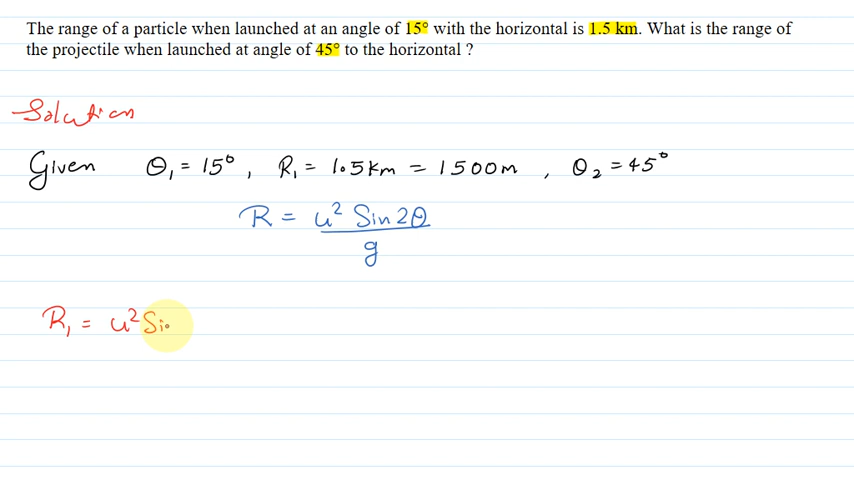 The range of a particle when launched at an angle of 15° with the horizontal is 1.5 km. What is the range of
the projectile when launched at angle of 45° to the horizontal ?
Solution
Given θ₁ = 15°, R₁ = 1.5km = 1500m, θ₂ = 45°
R = u² Sin2θ
g
R₁ = u² Si